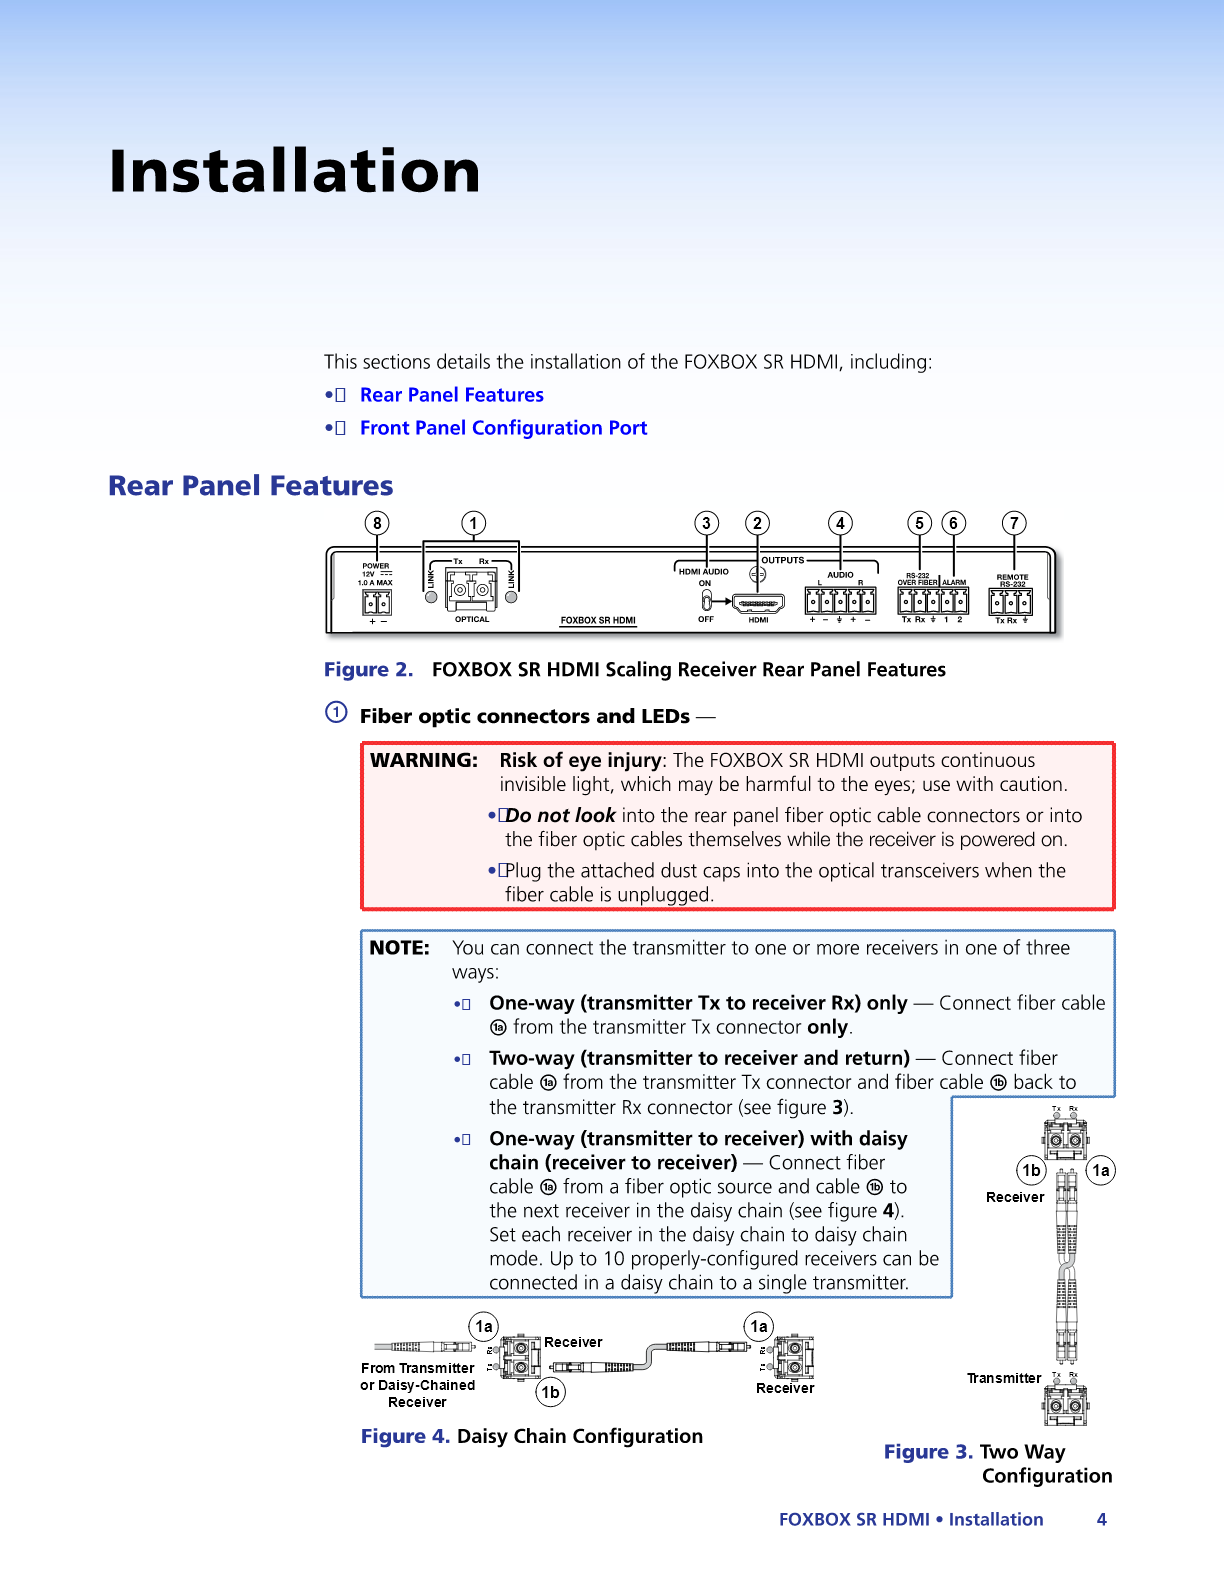 Installation
This sections details the installation of the FOXBOX SR HDMI, including:
• Rear Panel Features
• Front Panel Configuration Port
Rear Panel Features
8 1 3 2 4 5 6 7
POWER
12V
1.0 A MAX
+ −
LINK
Tx Rx
LINK
OPTICAL
FOXBOX SR HDMI
OUTPUTS
HDMI AUDIO
ON
OFF
HDMI
AUDIO
L R
+ − + −
RS-232
OVER FIBER
ALARM
Tx Rx 1 2
REMOTE
RS-232
Tx Rx
Figure 2. FOXBOX SR HDMI Scaling Receiver Rear Panel Features
① Fiber optic connectors and LEDs —
WARNING: Risk of eye injury: The FOXBOX SR HDMI outputs continuous
invisible light, which may be harmful to the eyes; use with caution.
• Do not look into the rear panel fiber optic cable connectors or into
the fiber optic cables themselves while the receiver is powered on.
• Plug the attached dust caps into the optical transceivers when the
fiber cable is unplugged.
NOTE: You can connect the transmitter to one or more receivers in one of three
ways:
• One-way (transmitter Tx to receiver Rx) only — Connect fiber cable
1a from the transmitter Tx connector only.
• Two-way (transmitter to receiver and return) — Connect fiber
cable 1a from the transmitter Tx connector and fiber cable 1b back to
the transmitter Rx connector (see figure 3).
• One-way (transmitter to receiver) with daisy
chain (receiver to receiver) — Connect fiber
cable 1a from a fiber optic source and cable 1b to
the next receiver in the daisy chain (see figure 4).
Set each receiver in the daisy chain to daisy chain
mode. Up to 10 properly-configured receivers can be
connected in a daisy chain to a single transmitter.
Tx Rx
1b 1a
Receiver
Transmitter
Tx Rx
Figure 3. Two Way
Configuration
1a
From Transmitter
or Daisy-Chained
Receiver
Rx
Tx
Receiver
1b
1a
Rx
Tx
Receiver
Figure 4. Daisy Chain Configuration
FOXBOX SR HDMI • Installation 4